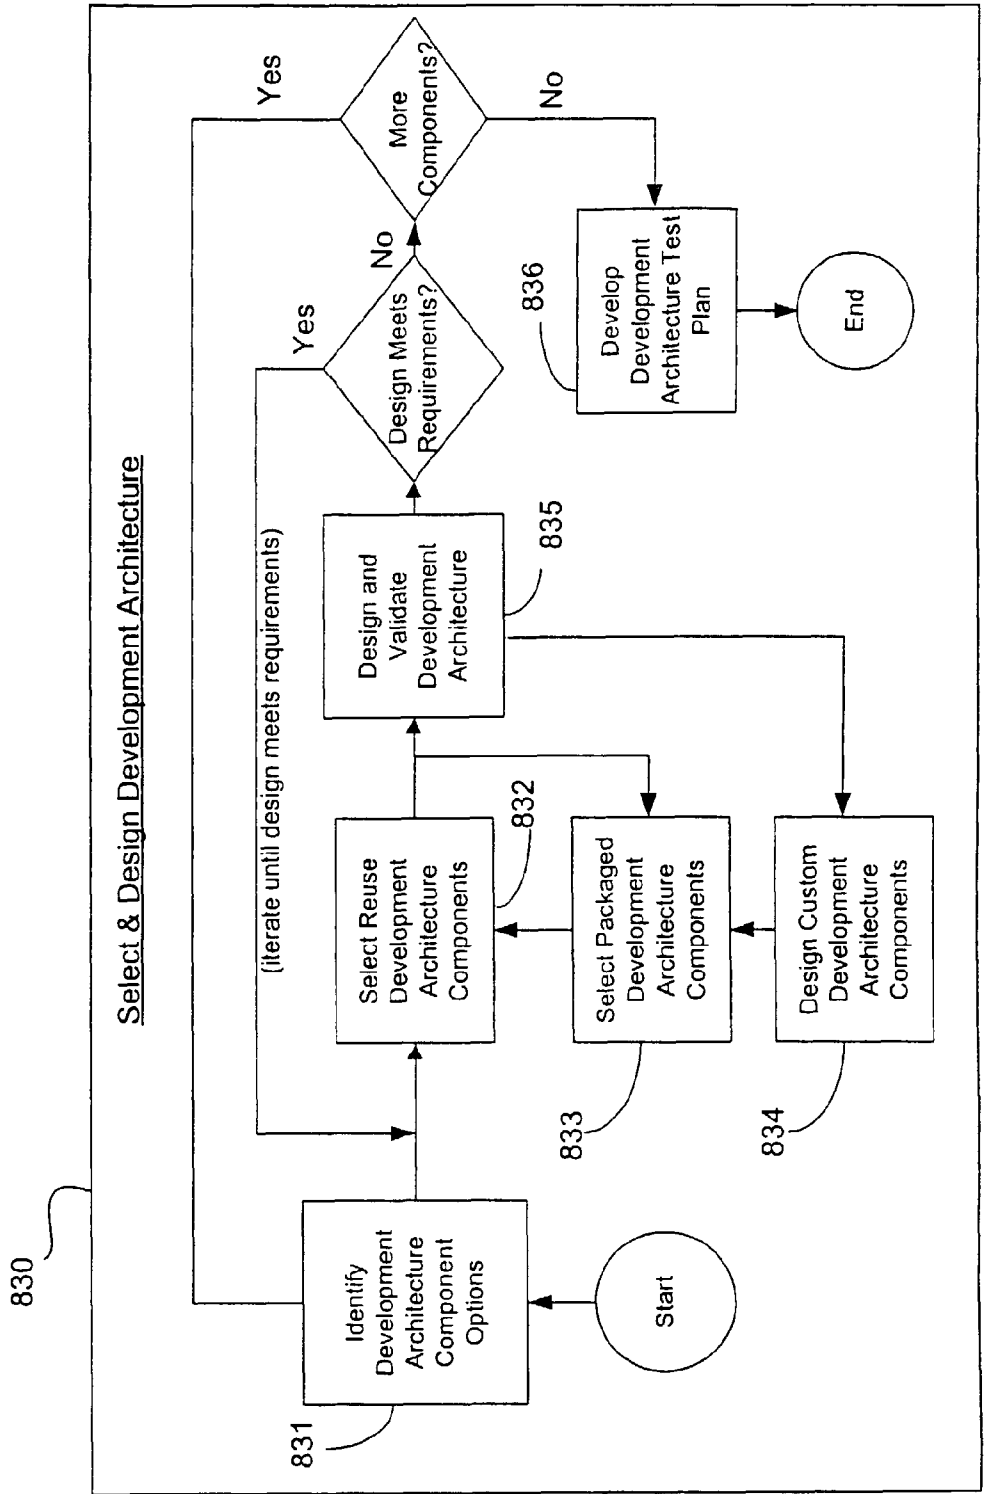 830
Select & Design Development Architecture
Yes
(iterate until design meets requirements)
Yes
831
Identify
Development
Architecture
Component
Options
Select Reuse
Development
Architecture
Components
832
Design and
Validate
Development
Architecture
835
Design Meets
Requirements?
No
More
Components?
No
833
Select Packaged
Development
Architecture
Components
836
Develop
Development
Architecture Test
Plan
Start
834
Design Custom
Development
Architecture
Components
End